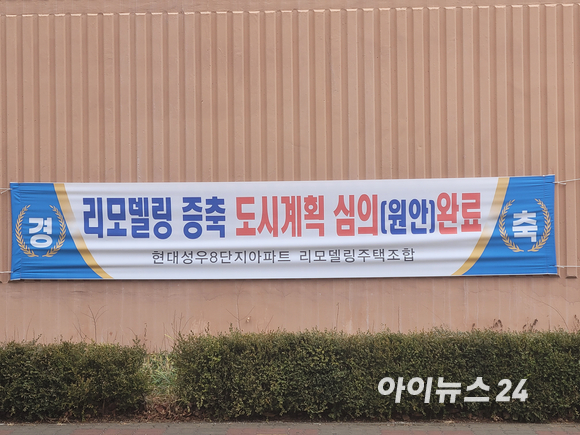 경 리모델링 증축 도시계획 심의(원안)완료 축
현대성우8단지아파트 리모델링주택조합
아이뉴스24